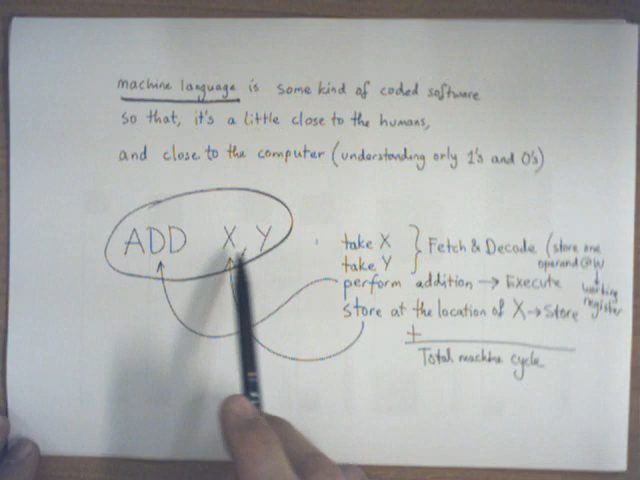 machine language is some kind of coded software
so that, it's a little close to the humans,
and close to the computer (understanding only 1's and 0's)
ADD X, Y
take X } Fetch & Decode (store one
take Y operand @W
perform addition → Execute working
store at the location of X → Store register
+
Total machine cycle